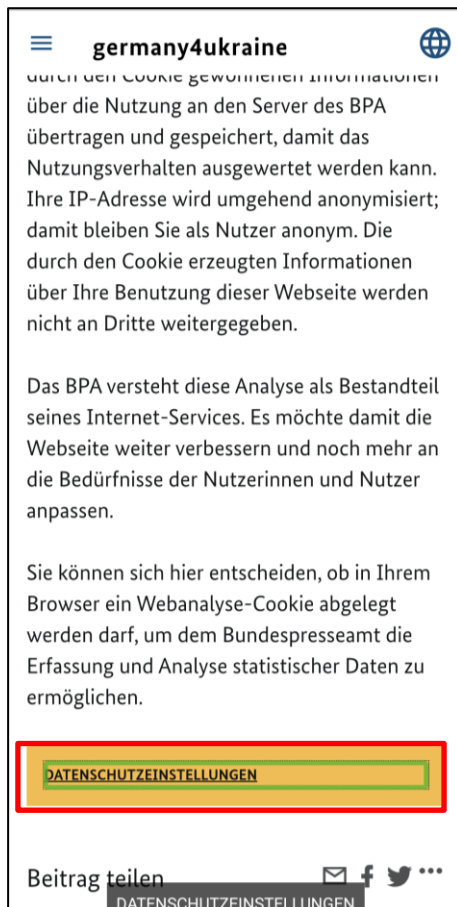 germany4ukraine
durch den Cookie gewonnenen Informationen
über die Nutzung an den Server des BPA
übertragen und gespeichert, damit das
Nutzungsverhalten ausgewertet werden kann.
Ihre IP-Adresse wird umgehend anonymisiert;
damit bleiben Sie als Nutzer anonym. Die
durch den Cookie erzeugten Informationen
über Ihre Benutzung dieser Webseite werden
nicht an Dritte weitergegeben.
Das BPA versteht diese Analyse als Bestandteil
seines Internet-Services. Es möchte damit die
Webseite weiter verbessern und noch mehr an
die Bedürfnisse der Nutzerinnen und Nutzer
anpassen.
Sie können sich hier entscheiden, ob in Ihrem
Browser ein Webanalyse-Cookie abgelegt
werden darf, um dem Bundespresseamt die
Erfassung und Analyse statistischer Daten zu
ermöglichen.
DATENSCHUTZEINSTELLUNGEN
Beitrag teilen
DATENSCHUTZEINSTELLUNGEN